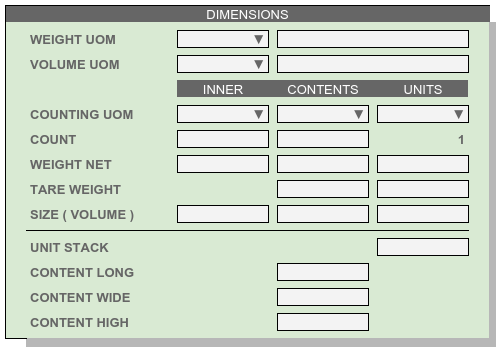 DIMENSIONS
WEIGHT UOM
VOLUME UOM
INNER CONTENTS UNITS
COUNTING UOM
COUNT 1
WEIGHT NET
TARE WEIGHT
SIZE ( VOLUME )
UNIT STACK
CONTENT LONG
CONTENT WIDE
CONTENT HIGH